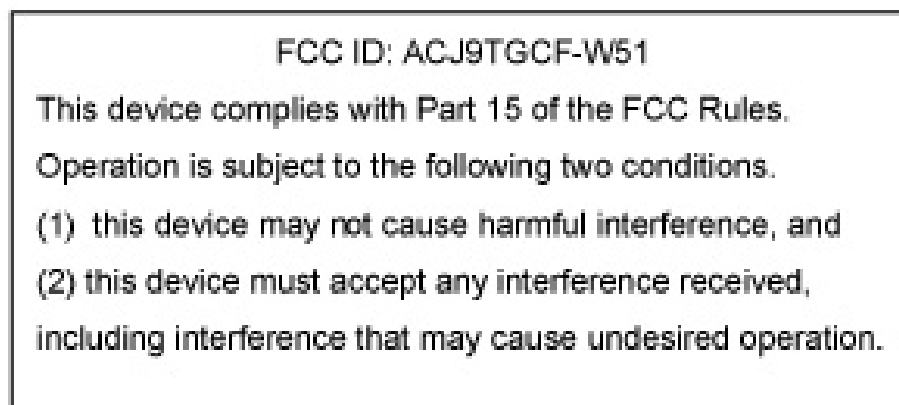 FCC ID: ACJ9TGCF-W51
This device complies with Part 15 of the FCC Rules.
Operation is subject to the following two conditions.
(1) this device may not cause harmful interference, and
(2) this device must accept any interference received,
including interference that may cause undesired operation.